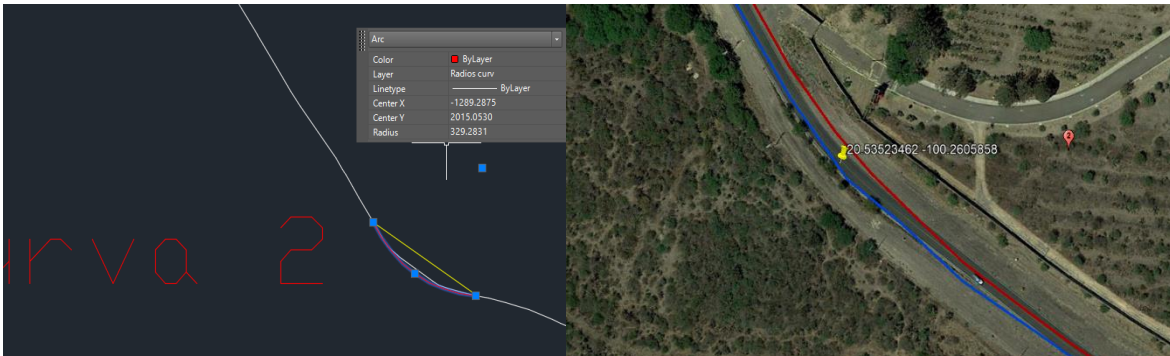 Arc
Color ByLayer
Layer Radios curv
Linetype ByLayer
Center X -1289.2875
Center Y 2015.0530
Radius 329.2831
urva 2
20.53523462 -100.2605858
2